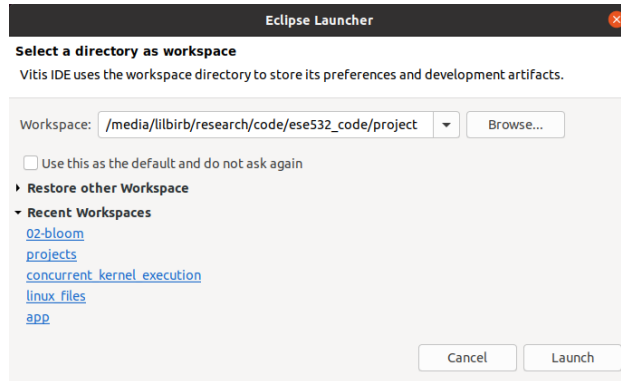 Eclipse Launcher
Select a directory as workspace
Vitis IDE uses the workspace directory to store its preferences and development artifacts.
Workspace: /media/lilbirb/research/code/ese532_code/project Browse...
Use this as the default and do not ask again
Restore other Workspace
Recent Workspaces
02-bloom
projects
concurrent_kernel_execution
linux_files
app
Cancel Launch